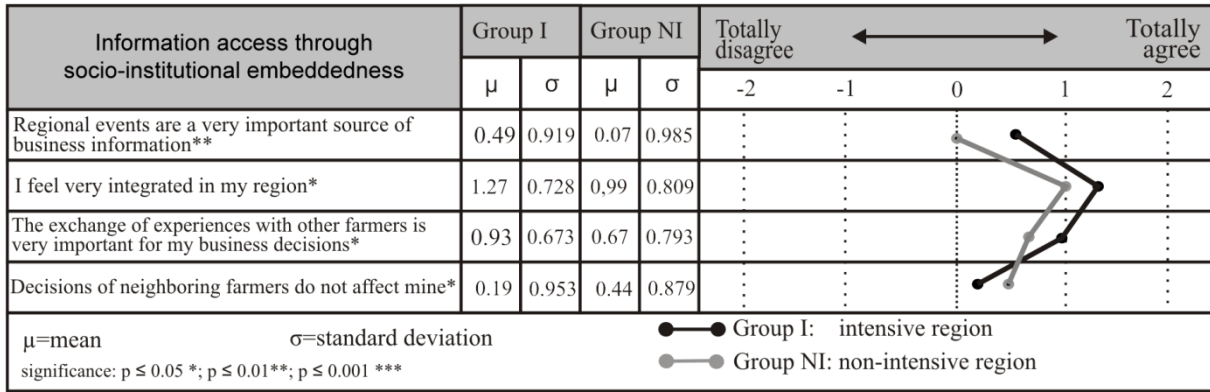 Information access through
socio-institutional embeddedness
Group I
Group NI
Totally
disagree
Totally
agree
μ σ μ σ
-2 -1 0 1 2
Regional events are a very important source of
business information**
0.49 0.919 0.07 0.985
I feel very integrated in my region*
1.27 0.728 0,99 0.809
The exchange of experiences with other farmers is
very important for my business decisions*
0.93 0.673 0.67 0.793
Decisions of neighboring farmers do not affect mine*
0.19 0.953 0.44 0.879
μ=mean σ=standard deviation
significance: p ≤ 0.05 *; p ≤ 0.01**; p ≤ 0.001 ***
Group I: intensive region
Group NI: non-intensive region